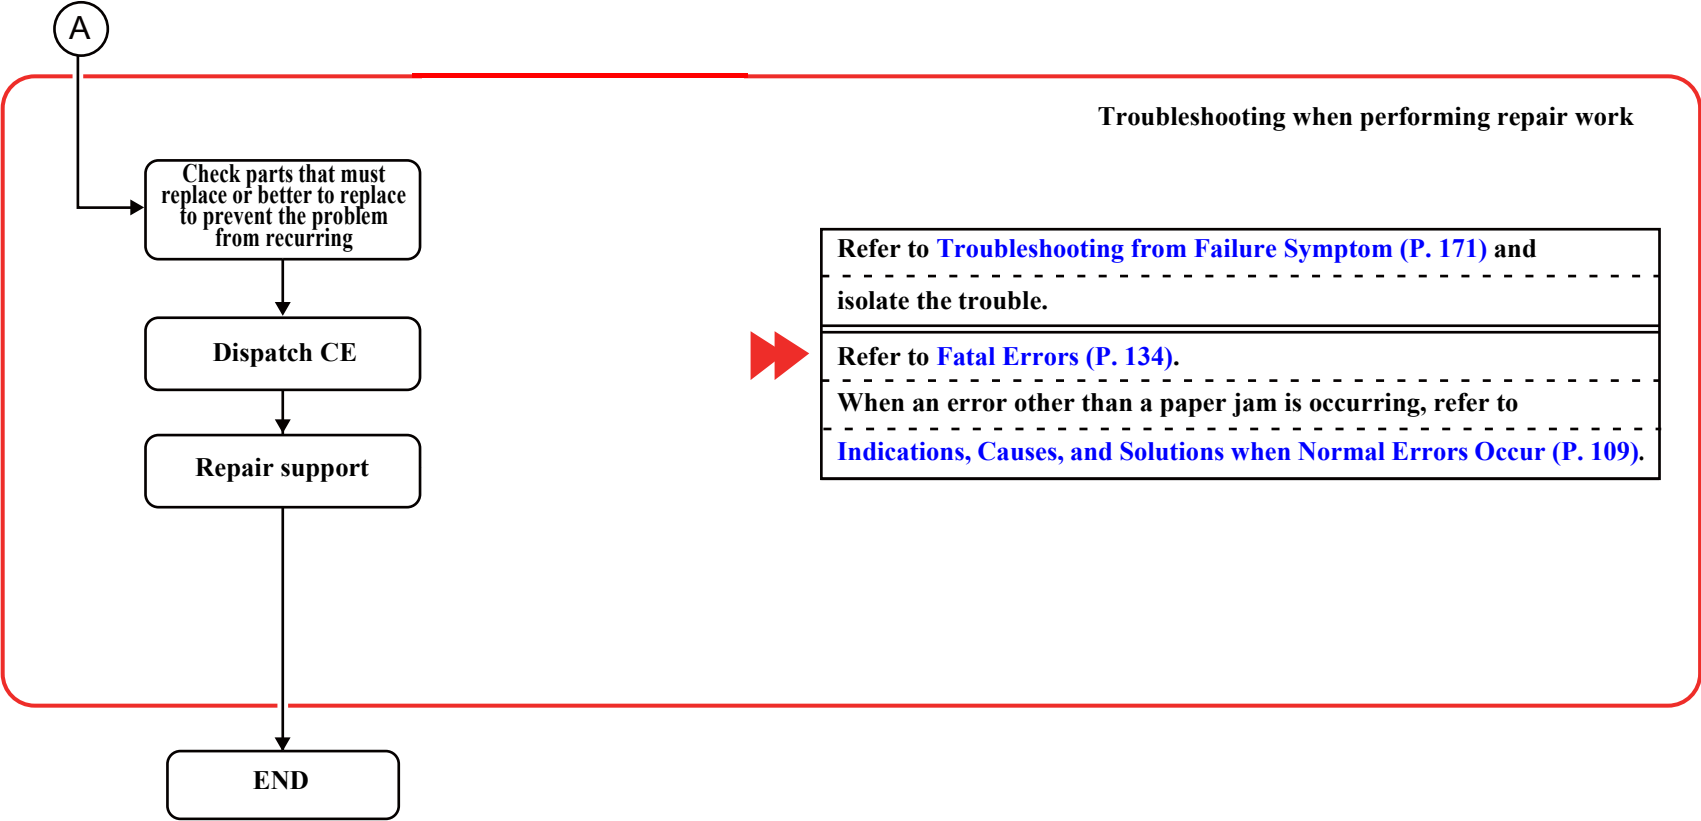 A
Troubleshooting when performing repair work
Check parts that must
replace or better to replace
to prevent the problem
from recurring
Dispatch CE
Repair support
Refer to Troubleshooting from Failure Symptom (P. 171) and
isolate the trouble.
Refer to Fatal Errors (P. 134).
When an error other than a paper jam is occurring, refer to
Indications, Causes, and Solutions when Normal Errors Occur (P. 109).
END